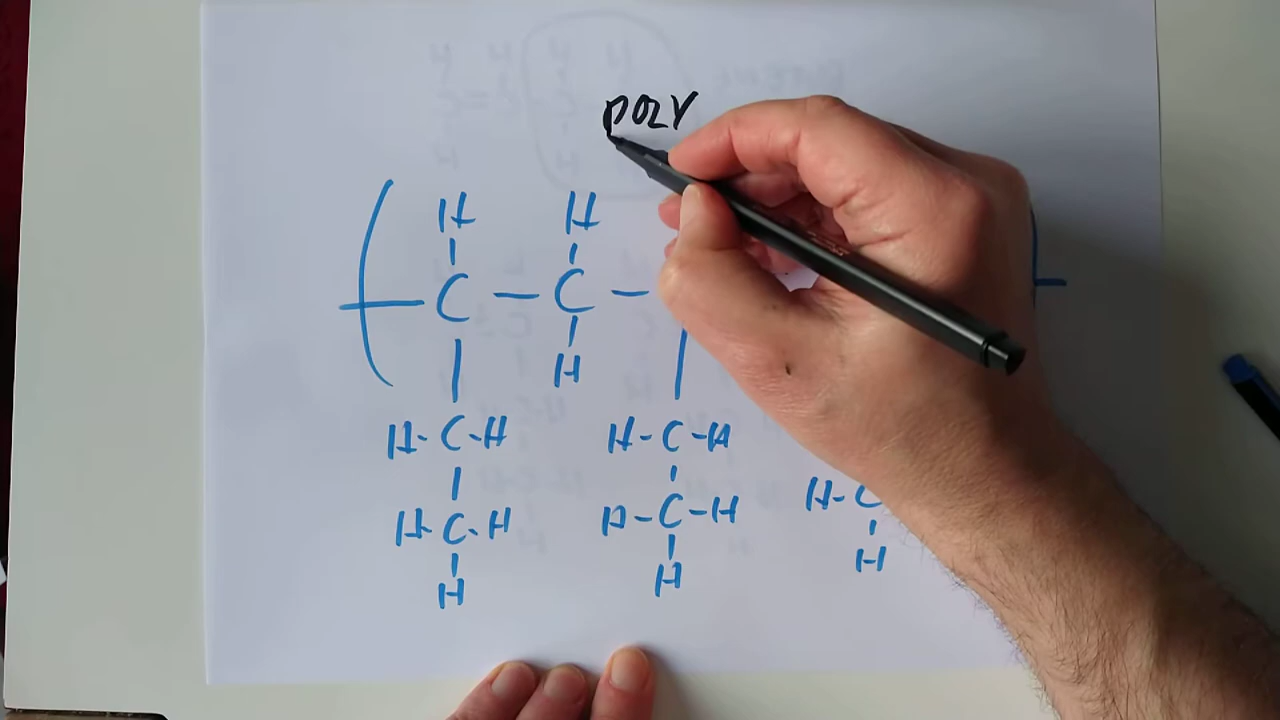 POLY
H H
C — C —
H
H-C-H H-C-H
H-C
H-C-H H-C-H
H
H H